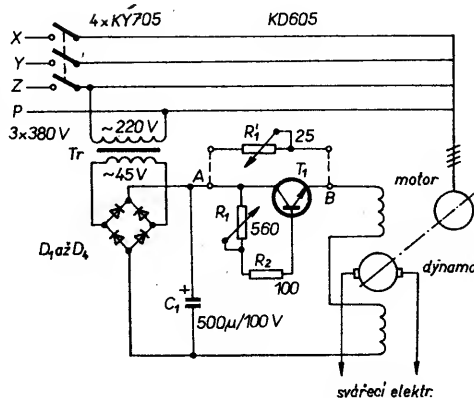 4×KÝ705
KD605
X
Y
Z
P
3×380 V
~220 V
Tr
~45 V
D₁ až D₄
A
R₁'
25
T₁
B
R₁
560
R₂
100
C₁
+
500μ/100 V
motor
dynamo
svářecí elektr.